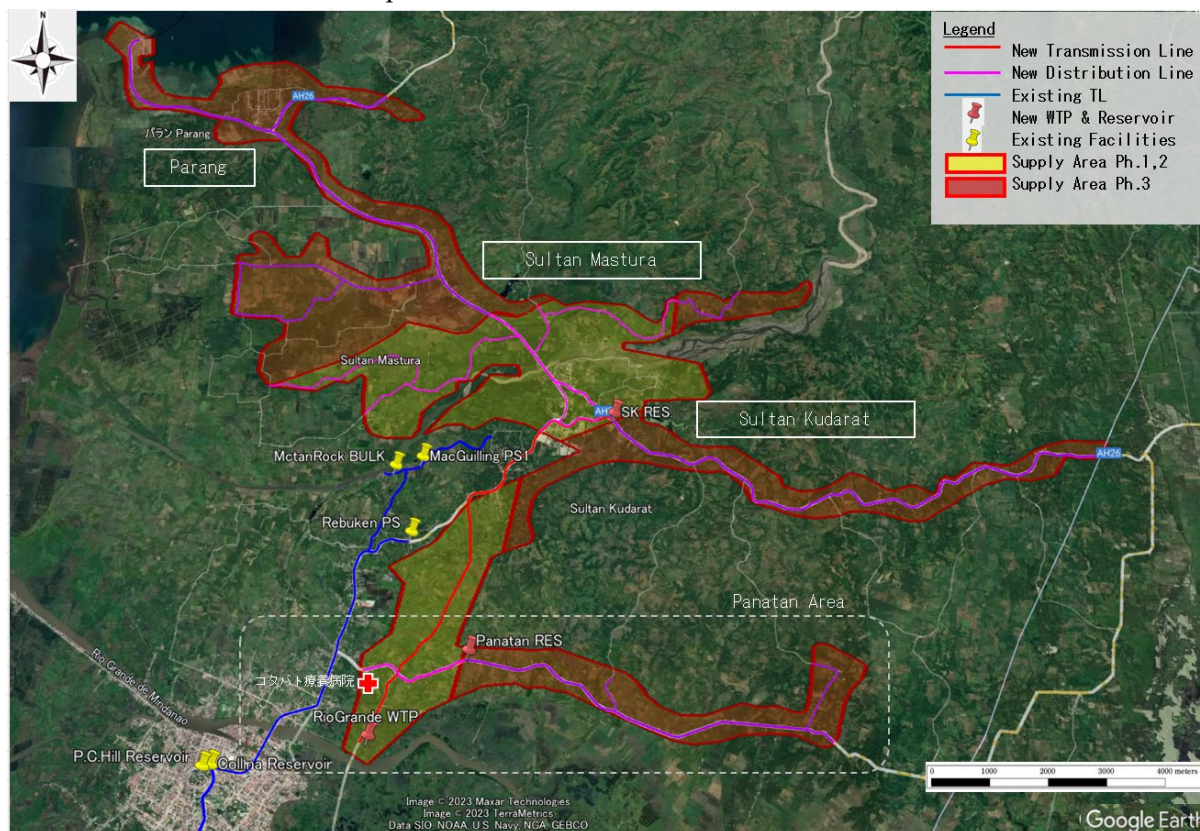 N
Legend
New Transmission Line
New Distribution Line
Existing TL
New WTP & Reservoir
Existing Facilities
Supply Area Ph.1,2
Supply Area Ph.3
AH26
パラン Parang
Parang
Sultan Mastura
Sultan Mastura
AH26
SK RES
Sultan Kudarat
MctanRock BULK
MacGuilling PS1
AH26
Rebuken PS
Sultan Kudarat
Panatan Area
Panatan RES
コタバト療養病院
Rio Grande de Mindanao
RioGrande WTP
P.C.Hill Reservoir
Collina Reservoir
0 1000 2000 3000 4000 meters
Image © 2023 Maxar Technologies
Image © 2023 TerraMetrics
Data SIO, NOAA, U.S. Navy, NGA, GEBCO
Google Earth